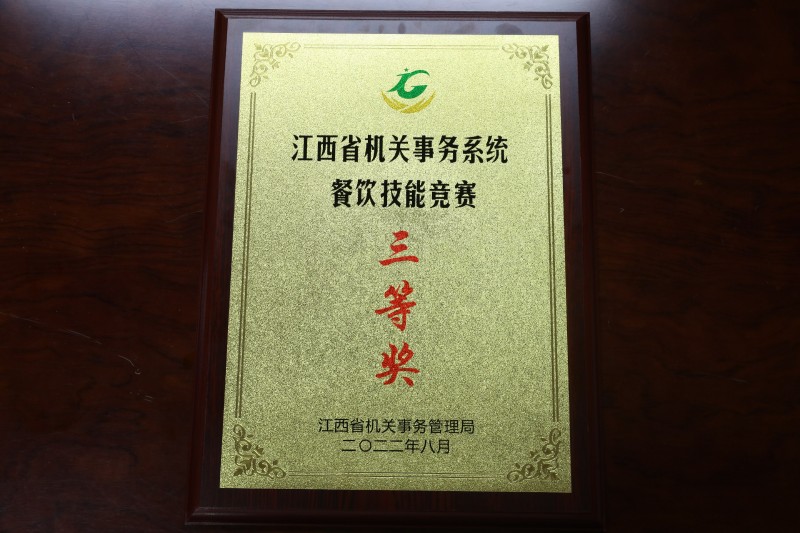 江西省机关事务系统
餐饮技能竞赛
三等奖
江西省机关事务管理局
二〇二二年八月